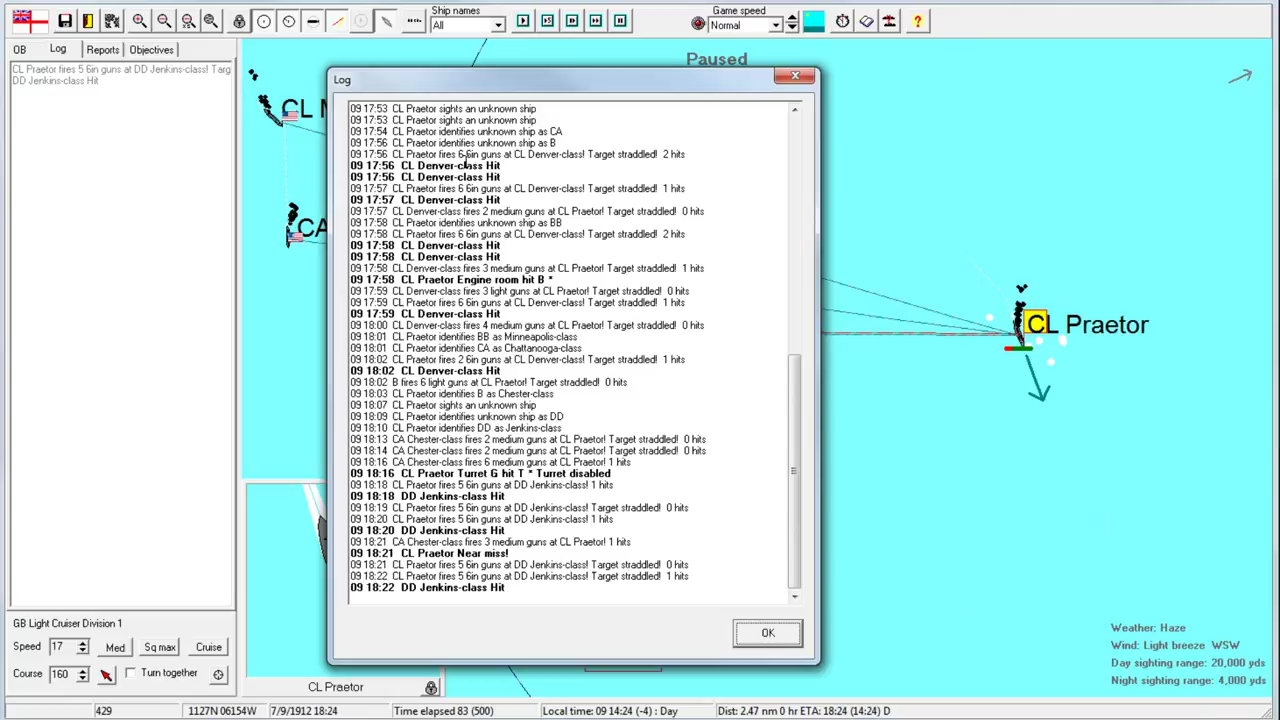 Ship names
Game speed
All
Normal
OB
Log
Reports
Objectives
Paused
CL Praetor fires 5 6in guns at DD Jenkins-class! Targ
DD Jenkins-class Hit
CL M
CA
CL Praetor
Log
09 17:53 CL Praetor sights an unknown ship
09 17:53 CL Praetor sights an unknown ship
09 17:54 CL Praetor identifies unknown ship as CA
09 17:56 CL Praetor identifies unknown ship as B
09 17:56 CL Praetor fires 6 6in guns at CL Denver-class! Target straddled! 2 hits
09 17:56 CL Denver-class Hit
09 17:56 CL Denver-class Hit
09 17:57 CL Praetor fires 6 6in guns at CL Denver-class! Target straddled! 1 hits
09 17:57 CL Denver-class Hit
09 17:57 CL Denver-class fires 2 medium guns at CL Praetor! Target straddled! 0 hits
09 17:58 CL Praetor identifies unknown ship as BB
09 17:58 CL Praetor fires 6 6in guns at CL Denver-class! Target straddled! 2 hits
09 17:58 CL Denver-class Hit
09 17:58 CL Denver-class Hit
09 17:58 CL Denver-class fires 3 medium guns at CL Praetor! Target straddled! 1 hits
09 17:58 CL Praetor Engine room hit B *
09 17:59 CL Denver-class fires 3 light guns at CL Praetor! Target straddled! 0 hits
09 17:59 CL Praetor fires 6 6in guns at CL Denver-class! Target straddled! 1 hits
09 17:59 CL Denver-class Hit
09 18:00 CL Denver-class fires 4 medium guns at CL Praetor! Target straddled! 0 hits
09 18:01 CL Praetor identifies BB as Minneapolis-class
09 18:01 CL Praetor identifies CA as Chattanooga-class
09 18:02 CL Praetor fires 2 6in guns at CL Denver-class! Target straddled! 1 hits
09 18:02 CL Denver-class Hit
09 18:02 B fires 6 light guns at CL Praetor! Target straddled! 0 hits
09 18:03 CL Praetor identifies B as Chester-class
09 18:07 CL Praetor sights an unknown ship
09 18:09 CL Praetor identifies unknown ship as DD
09 18:10 CL Praetor identifies DD as Jenkins-class
09 18:13 CA Chester-class fires 2 medium guns at CL Praetor! Target straddled! 0 hits
09 18:14 CA Chester-class fires 2 medium guns at CL Praetor! Target straddled! 0 hits
09 18:16 CA Chester-class fires 6 medium guns at CL Praetor! 1 hits
09 18:16 CL Praetor Turret G hit T * Turret disabled
09 18:18 CL Praetor fires 5 6in guns at DD Jenkins-class! 1 hits
09 18:18 DD Jenkins-class Hit
09 18:19 CL Praetor fires 5 6in guns at DD Jenkins-class! Target straddled! 0 hits
09 18:20 CL Praetor fires 5 6in guns at DD Jenkins-class! 1 hits
09 18:20 DD Jenkins-class Hit
09 18:21 CA Chester-class fires 3 medium guns at CL Praetor! 1 hits
09 18:21 CL Praetor Near miss!
09 18:21 CL Praetor fires 5 6in guns at DD Jenkins-class! Target straddled! 0 hits
09 18:22 CL Praetor fires 5 6in guns at DD Jenkins-class! Target straddled! 1 hits
09 18:22 DD Jenkins-class Hit
OK
GB Light Cruiser Division 1
Speed 17 Med Sq max Cruise
Course 160 Turn together
CL Praetor
Weather: Haze
Wind: Light breeze WSW
Day sighting range: 20,000 yds
Night sighting range: 4,000 yds
429 1127N 06154W 7/9/1912 18:24 Time elapsed 83 (500) Local time: 09 14:24 (-4) : Day Dist: 2.47 nm 0 hr ETA: 18:24 (14:24) D